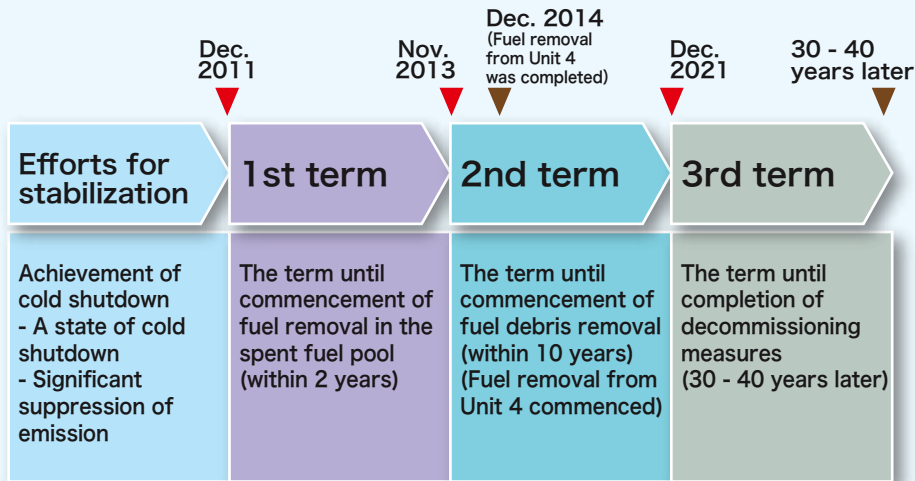 Dec.
2011
Nov.
2013
Dec. 2014
(Fuel removal
from Unit 4
was completed)
Dec.
2021
30 - 40
years later
Efforts for
stabilization
1st term
2nd term
3rd term
Achievement of
cold shutdown
- A state of cold
shutdown
- Significant
suppression of
emission
The term until
commencement of
fuel removal in the
spent fuel pool
(within 2 years)
The term until
commencement of
fuel debris removal
(within 10 years)
(Fuel removal from
Unit 4 commenced)
The term until
completion of
decommissioning
measures
(30 - 40 years later)